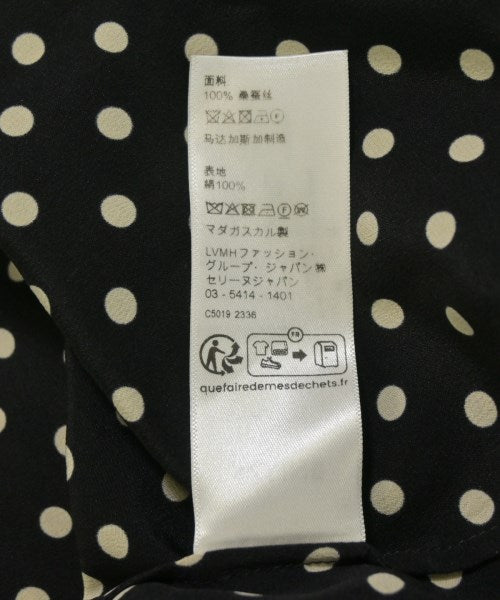 面料
100% 桑蚕丝
马达加斯加制造
表地
絹100%
マダガスカル製
LVMHファッション・
グループ・ジャパン㈱
セリーヌジャパン
03 - 5414 - 1401
C5019 2336
FR
quefairedemesdechets.fr